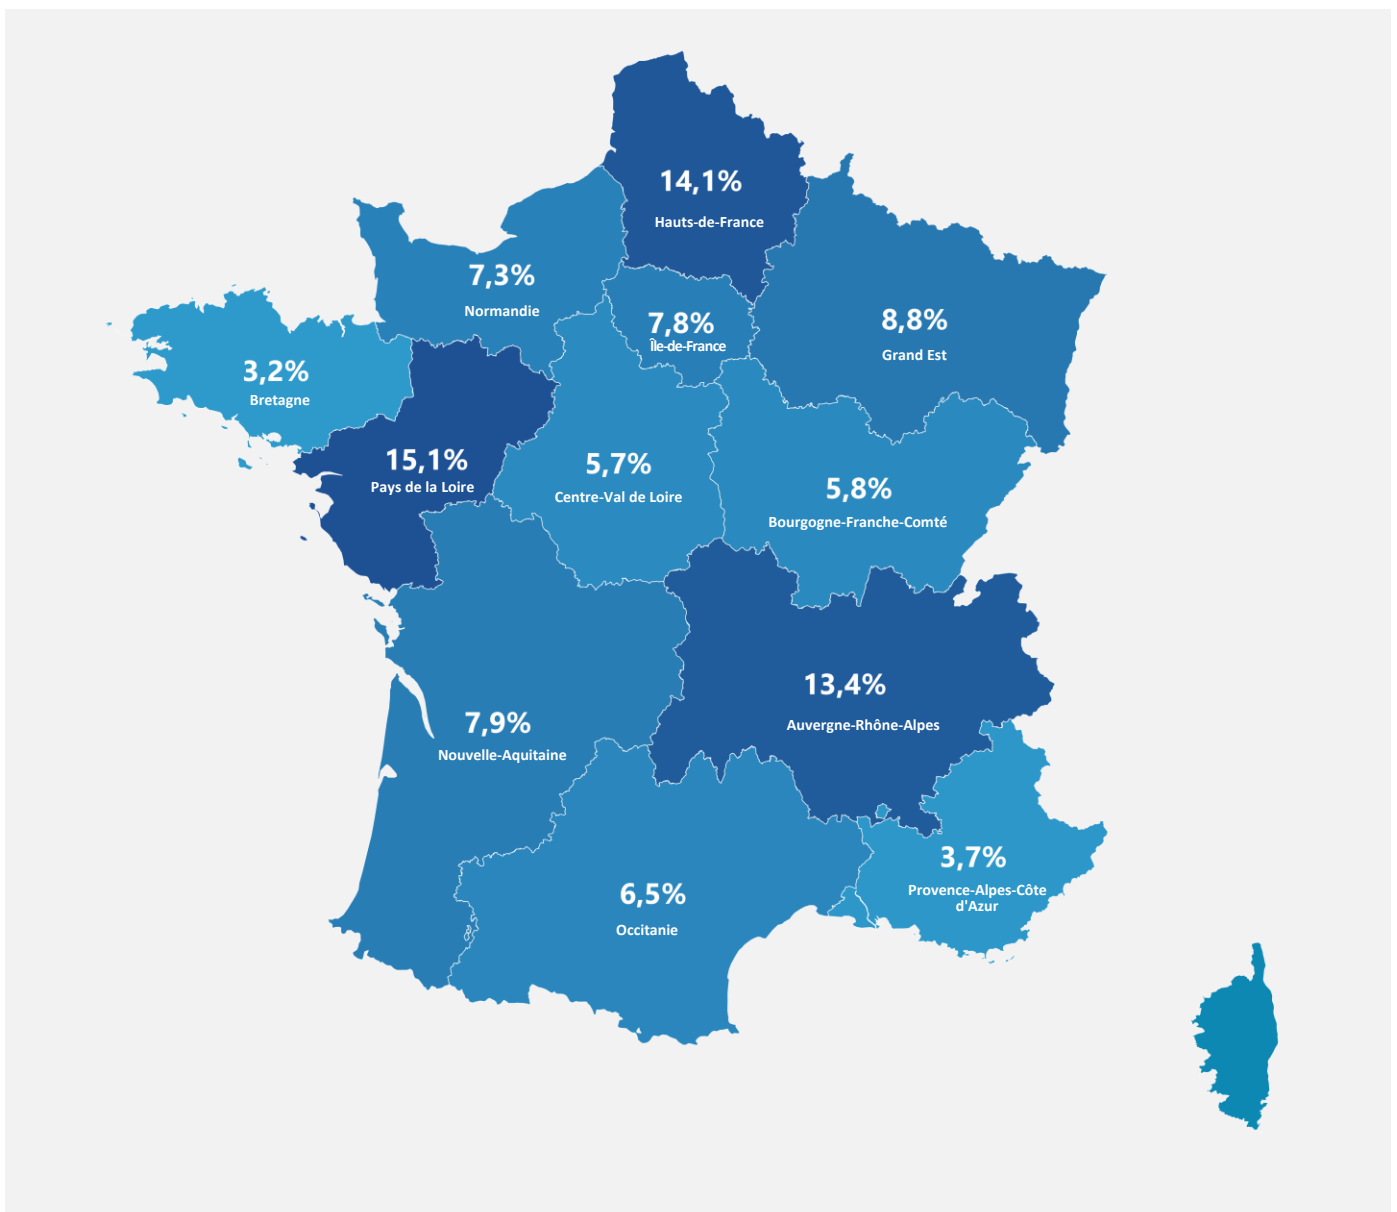 14,1%
Hauts-de-France
7,3%
Normandie
7,8%
Île-de-France
8,8%
Grand Est
3,2%
Bretagne
15,1%
Pays de la Loire
5,7%
Centre-Val de Loire
5,8%
Bourgogne-Franche-Comté
13,4%
Auvergne-Rhône-Alpes
7,9%
Nouvelle-Aquitaine
3,7%
Provence-Alpes-Côte
d'Azur
6,5%
Occitanie